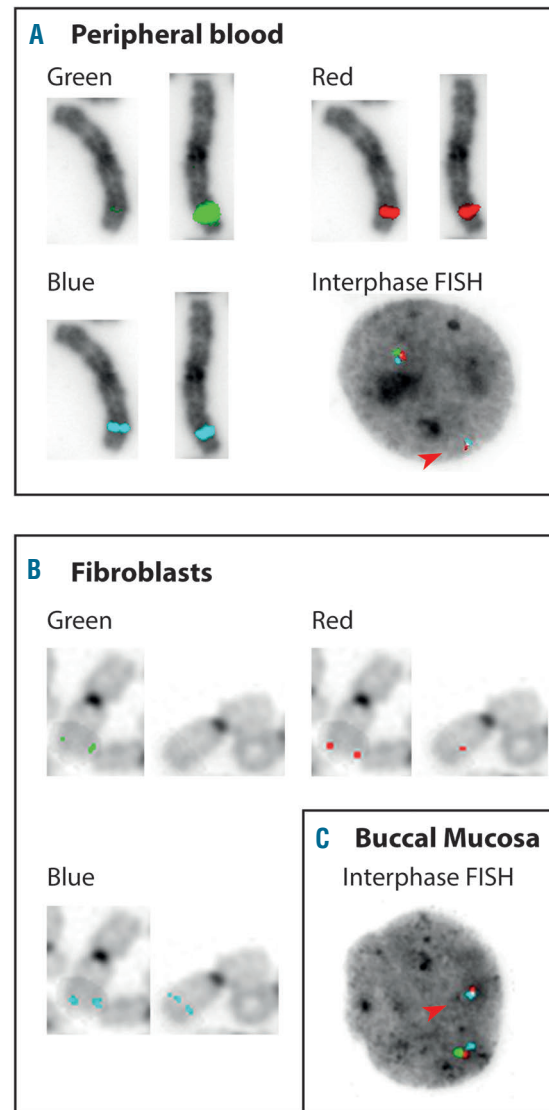 A Peripheral blood
Green Red
Blue Interphase FISH
B Fibroblasts
Green Red
Blue
C Buccal Mucosa
Interphase FISH